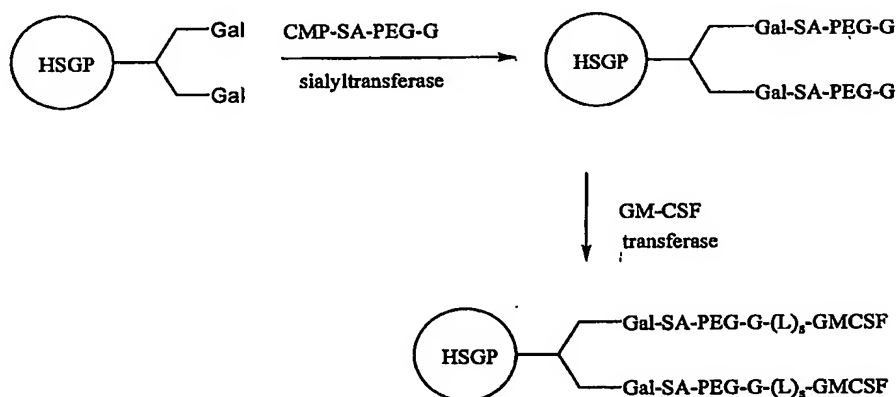 Gal
CMP-SA-PEG-G
Gal-SA-PEG-G
HSGP
HSGP
sialyltransferase
Gal
Gal-SA-PEG-G
GM-CSF
transferase
Gal-SA-PEG-G-(L)s-GMCSF
HSGP
Gal-SA-PEG-G-(L)s-GMCSF